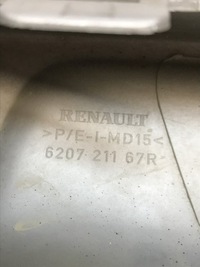 RENAULT
>P/E-I-MD15<
6207 211 67R